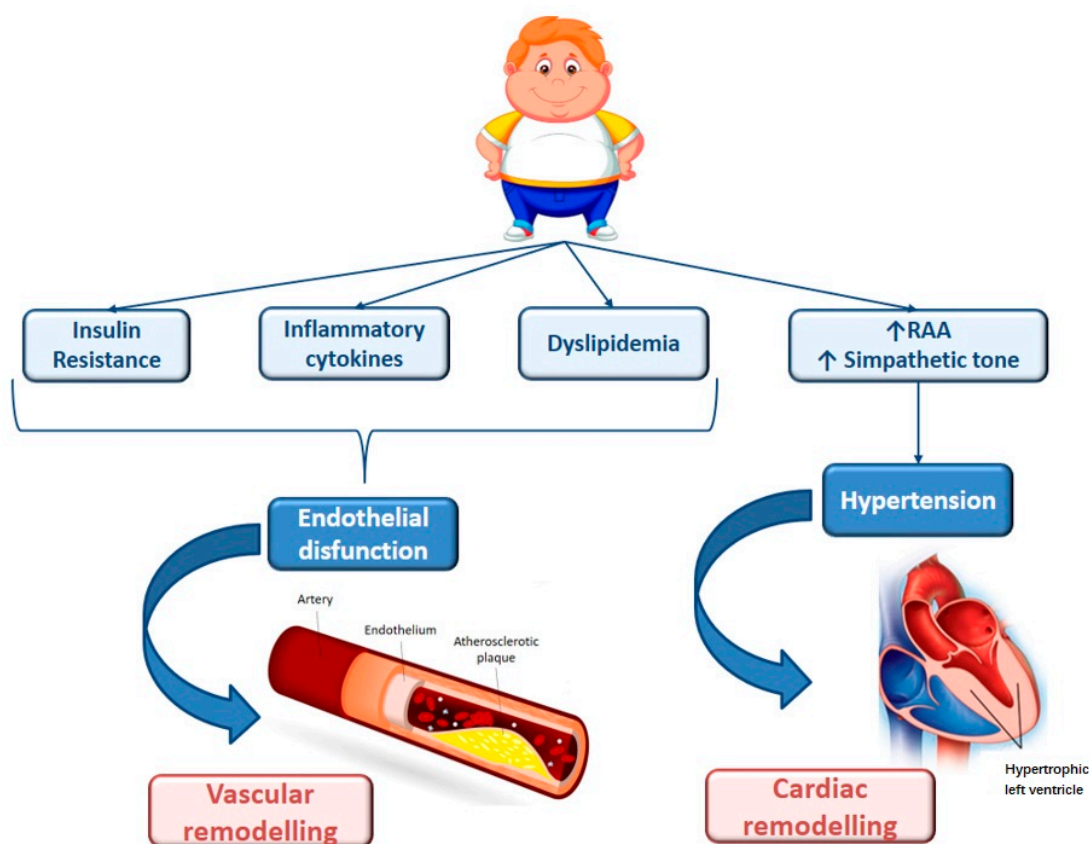 Insulin
Resistance
Inflammatory
cytokines
Dyslipidemia
↑RAA
↑ Simpathetic tone
Endothelial
disfunction
Hypertension
Artery
Endothelium
Atherosclerotic
plaque
Hypertrophic
left ventricle
Vascular
remodelling
Cardiac
remodelling